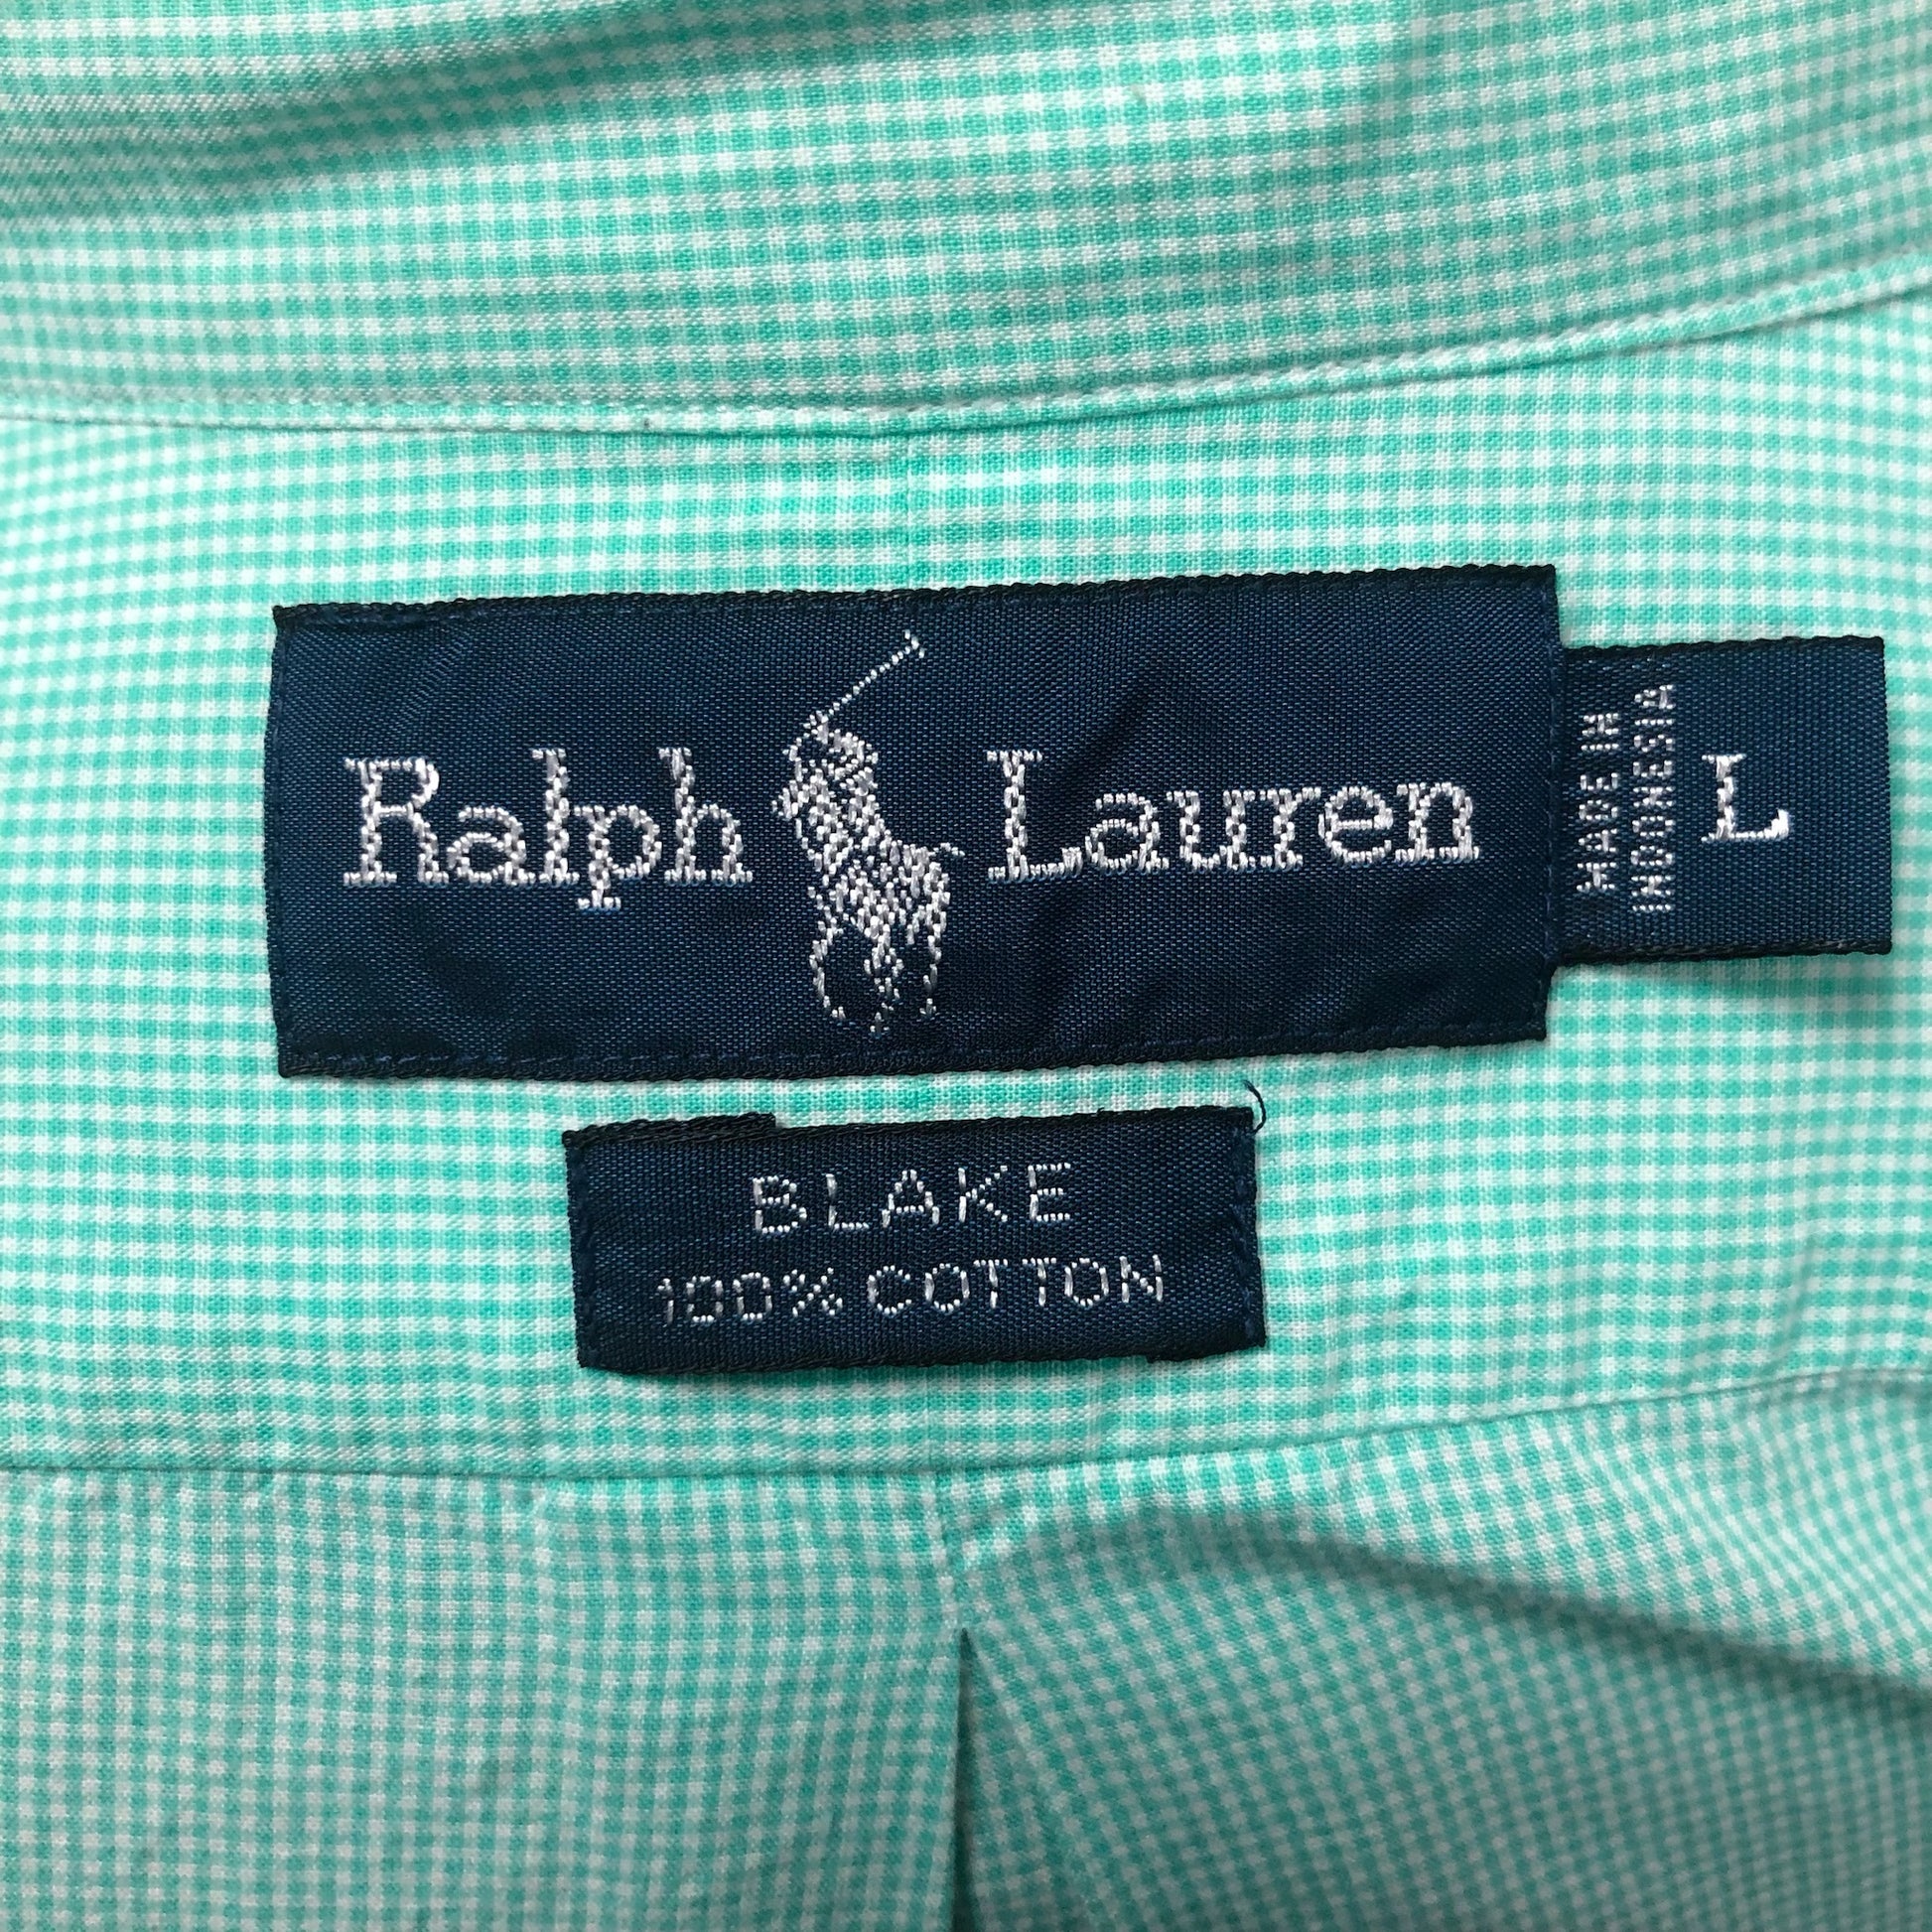 Ralph Lauren
MADE IN
INDONESIA
L
BLAKE
100% COTTON